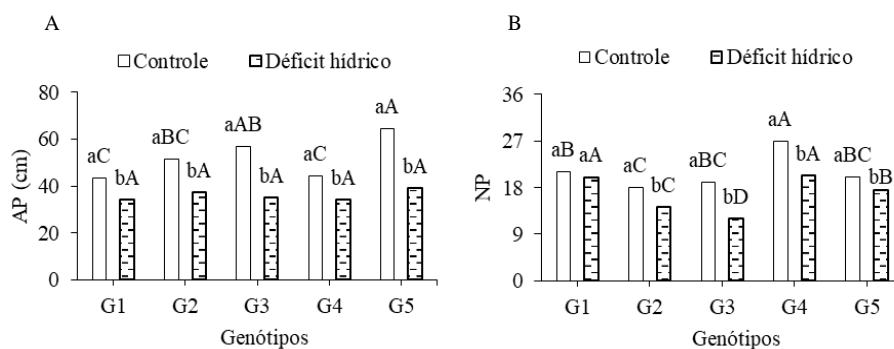 A
Controle Déficit hídrico
AP (cm)
80
60
40
20
0
aC bA aBC bA aAB bA aC bA aA bA
G1 G2 G3 G4 G5
Genótipos
B
Controle Déficit hídrico
NP
36
27
18
9
0
aB aA aC bC aBC bD aA bA aBC bB
G1 G2 G3 G4 G5
Genótipos